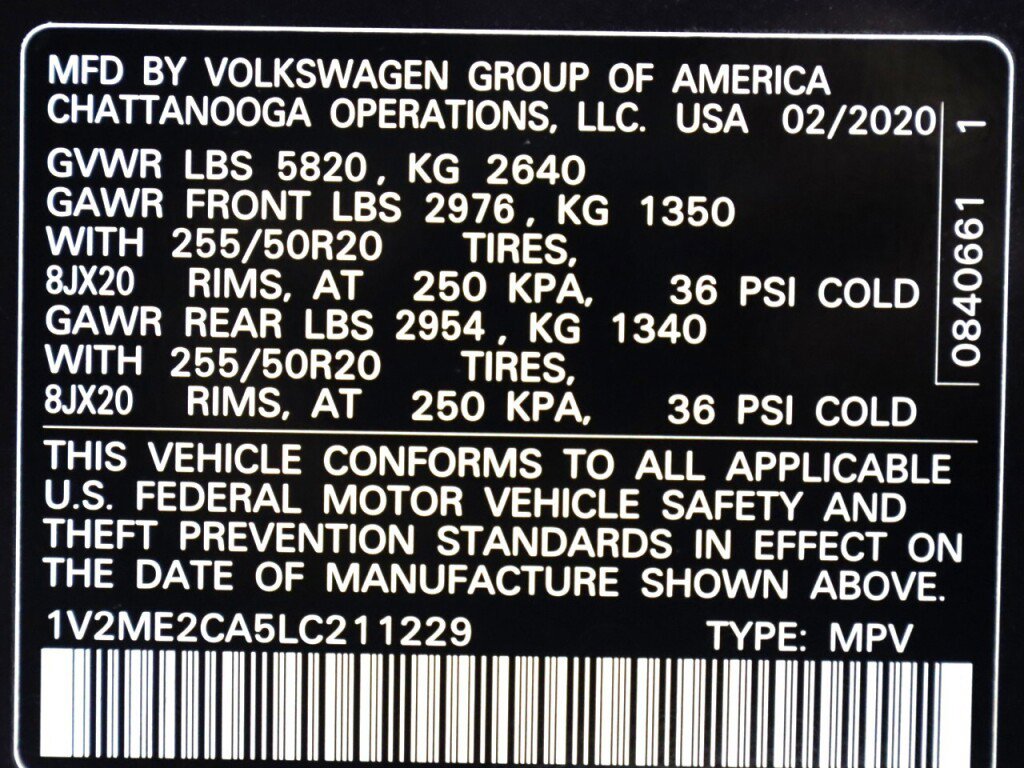 MFD BY VOLKSWAGEN GROUP OF AMERICA
CHATTANOOGA OPERATIONS, LLC. USA 02/2020
GVWR LBS 5820, KG 2640
GAWR FRONT LBS 2976, KG 1350
WITH 255/50R20 TIRES,
8JX20 RIMS, AT 250 KPA, 36 PSI COLD
GAWR REAR LBS 2954, KG 1340
WITH 255/50R20 TIRES,
8JX20 RIMS, AT 250 KPA, 36 PSI COLD
0840661 1
THIS VEHICLE CONFORMS TO ALL APPLICABLE
U.S. FEDERAL MOTOR VEHICLE SAFETY AND
THEFT PREVENTION STANDARDS IN EFFECT ON
THE DATE OF MANUFACTURE SHOWN ABOVE.
1V2ME2CA5LC211229 TYPE: MPV